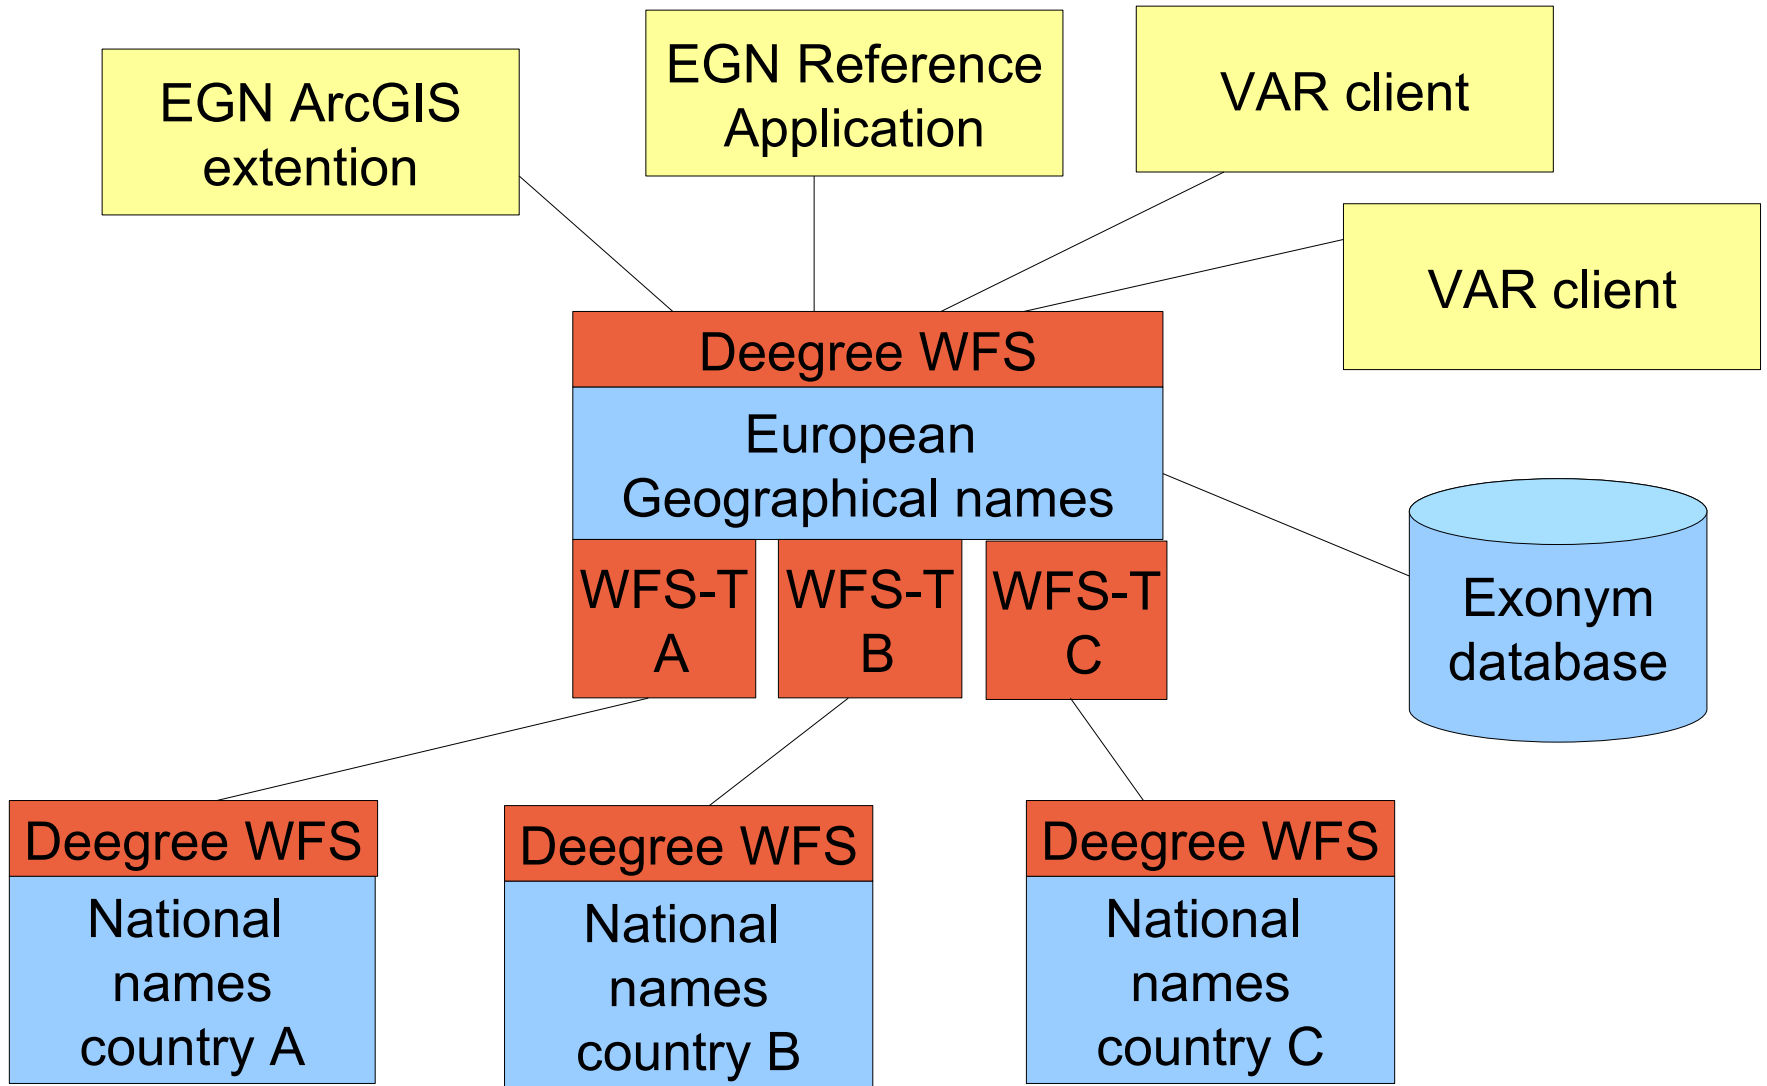 EGN ArcGIS
extention
EGN Reference
Application
VAR client
VAR client
Deegree WFS
European
Geographical names
WFS-T
A
WFS-T
B
WFS-T
C
Exonym
database
Deegree WFS
National
names
country A
Deegree WFS
National
names
country B
Deegree WFS
National
names
country C